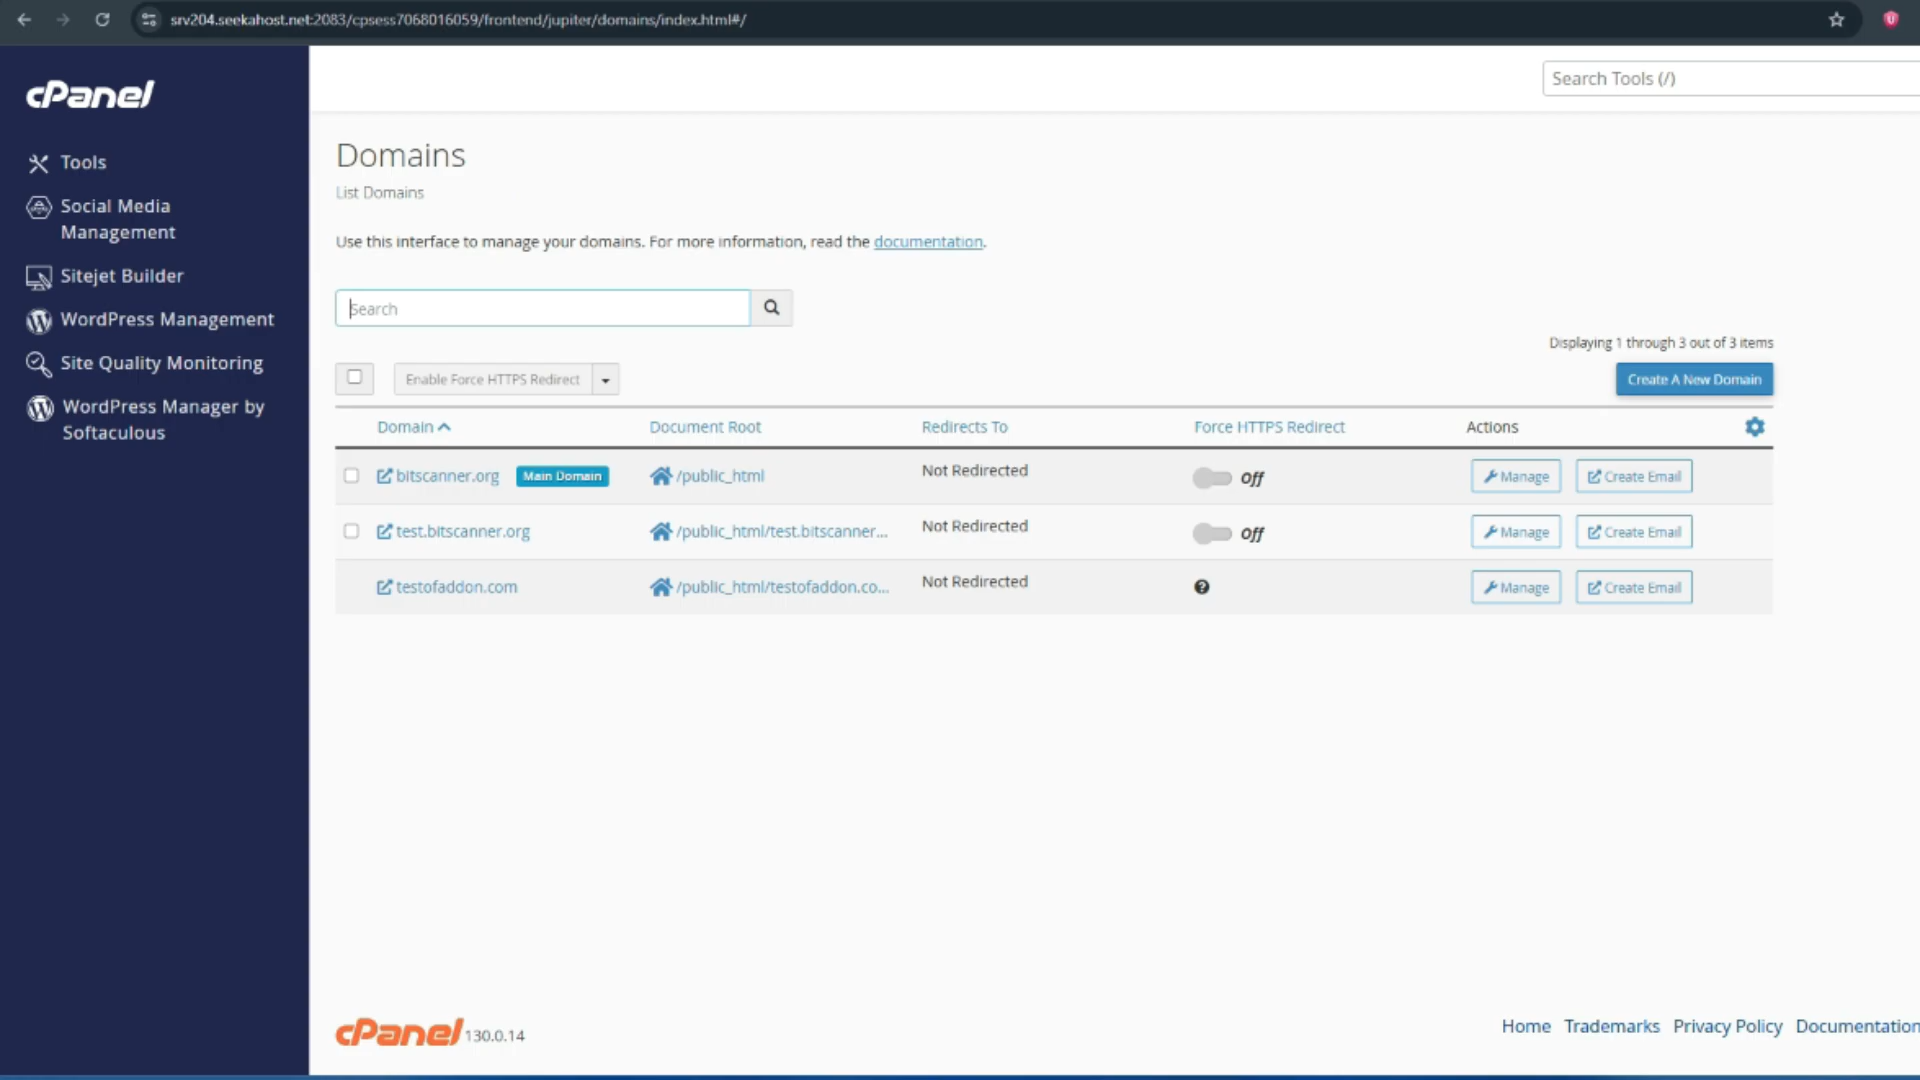 srv204.seekahost.net:2083/cpsess7068016059/frontend/jupiter/domains/index.html#/
cPanel
Search Tools (/)
Tools
Social Media
Management
Sitejet Builder
WordPress Management
Site Quality Monitoring
WordPress Manager by
Softaculous
Domains
List Domains
Use this interface to manage your domains. For more information, read the documentation.
Search
Displaying 1 through 3 out of 3 items
Enable Force HTTPS Redirect
Create A New Domain
Domain Document Root Redirects To Force HTTPS Redirect Actions
bitscanner.org Main Domain /public_html Not Redirected Off Manage Create Email
test.bitscanner.org /public_html/test.bitscanner... Not Redirected Off Manage Create Email
testofaddon.com /public_html/testofaddon.co... Not Redirected Manage Create Email
cPanel 130.0.14
Home Trademarks Privacy Policy Documentation